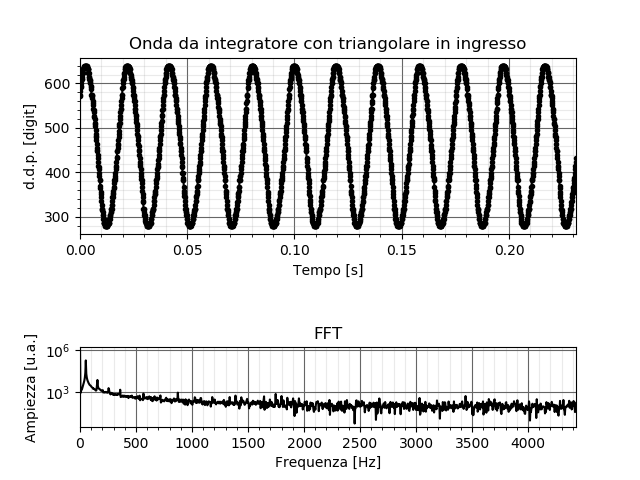 Onda da integratore con triangolare in ingresso
d.d.p. [digit]
600
500
400
300
0.00 0.05 0.10 0.15 0.20
Tempo [s]
FFT
Ampiezza [u.a.]
10^6
10^3
0 500 1000 1500 2000 2500 3000 3500 4000
Frequenza [Hz]